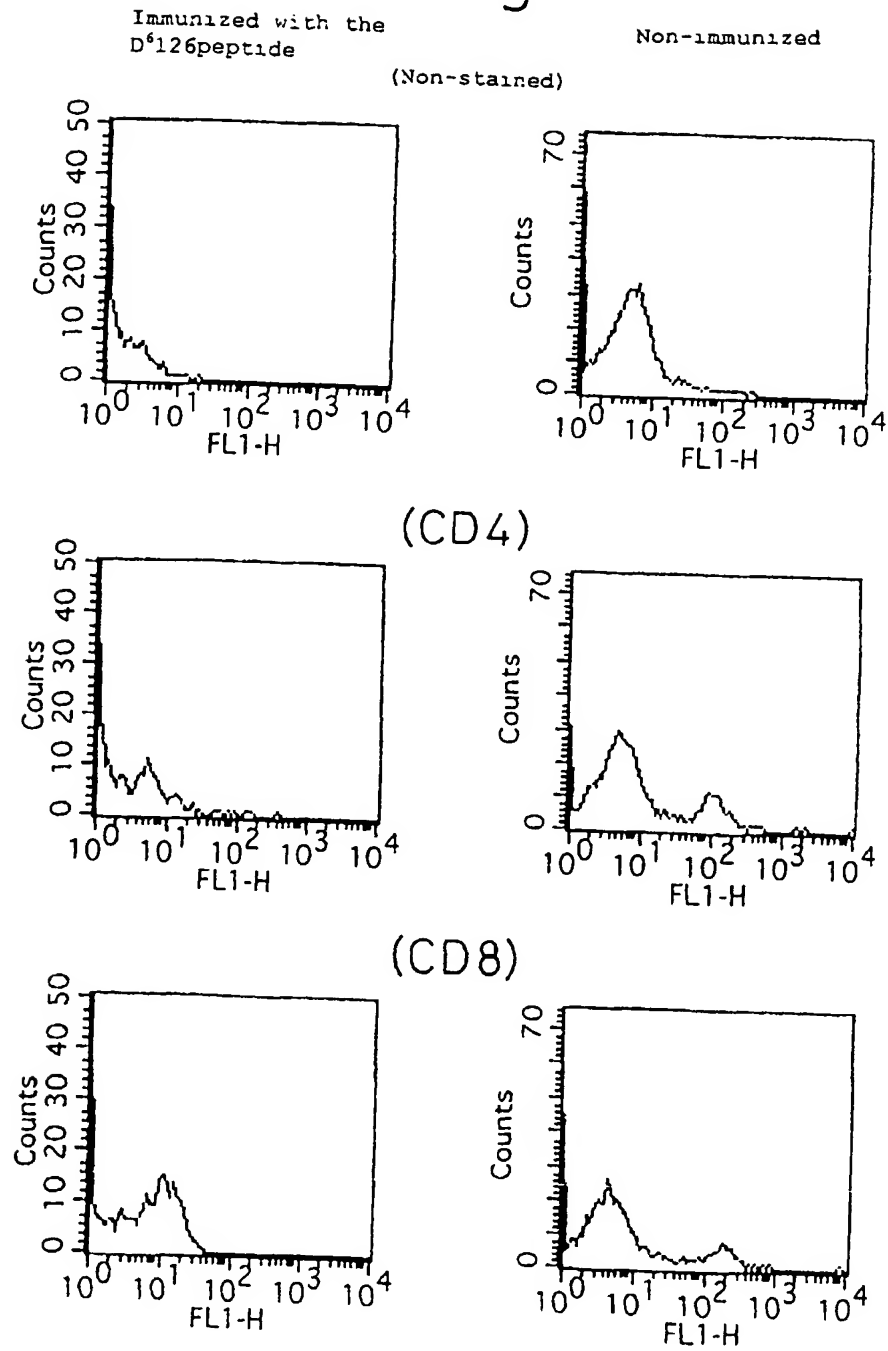 g
Immunized with the
D⁶126peptide
Non-immunized
(Non-stained)
50
40
30
20
10
0
Counts
10⁰ 10¹ 10² 10³ 10⁴
FL1-H
70
0
Counts
10⁰ 10¹ 10² 10³ 10⁴
FL1-H
(CD4)
50
40
30
20
10
0
Counts
10⁰ 10¹ 10² 10³ 10⁴
FL1-H
70
0
Counts
10⁰ 10¹ 10² 10³ 10⁴
FL1-H
(CD8)
50
40
30
20
10
0
Counts
10⁰ 10¹ 10² 10³ 10⁴
FL1-H
70
0
Counts
10⁰ 10¹ 10² 10³ 10⁴
FL1-H